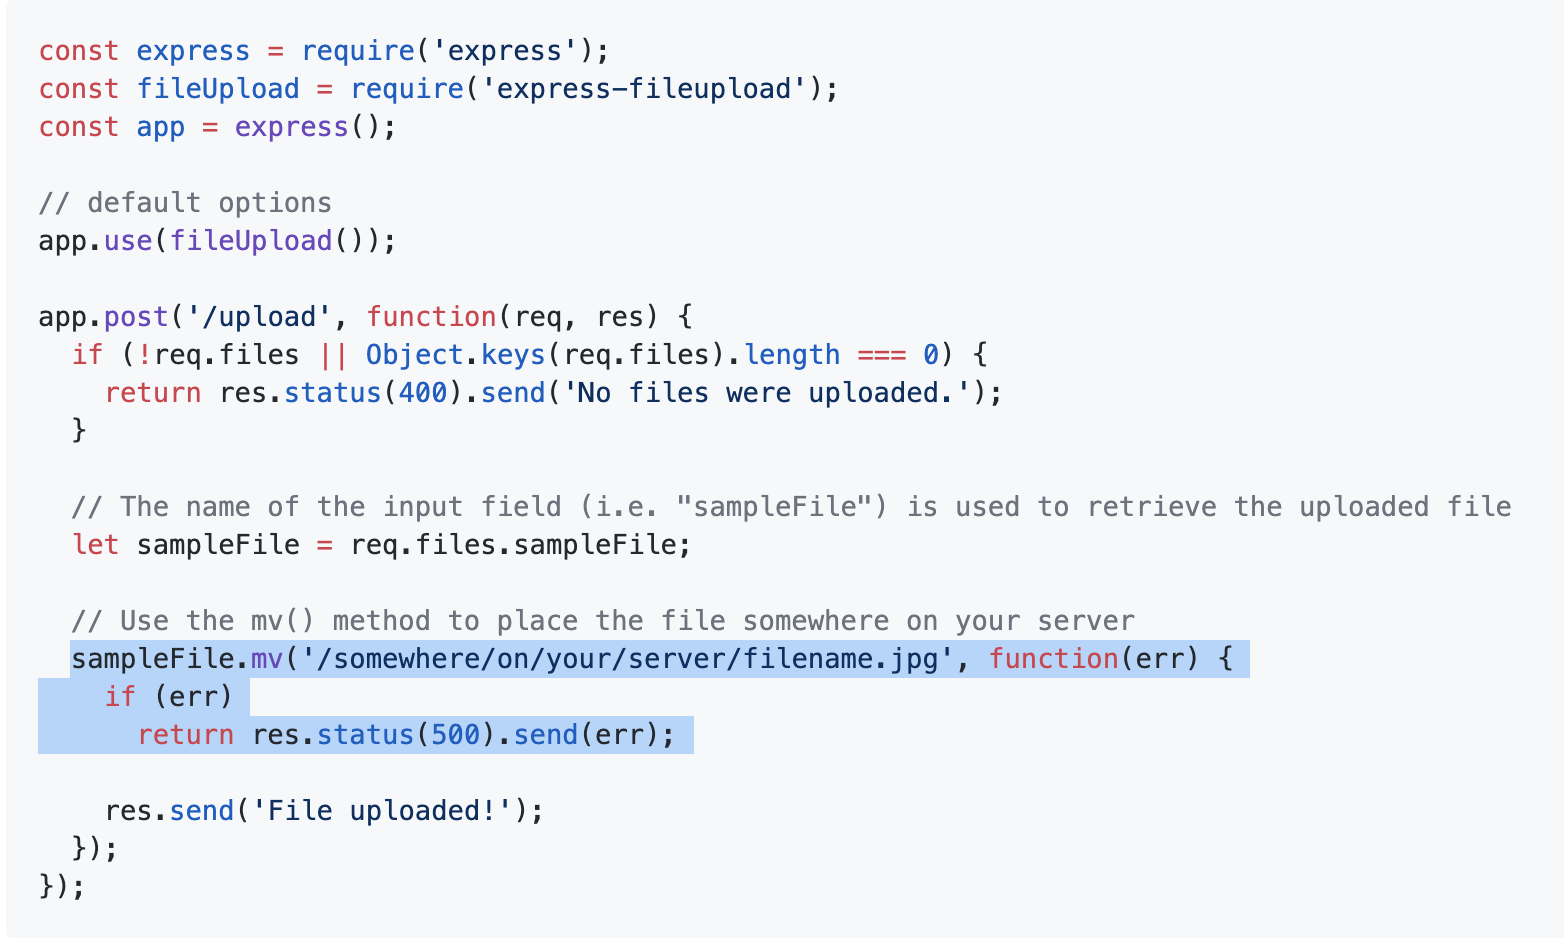 const express = require('express');
const fileUpload = require('express-fileupload');
const app = express();

// default options
app.use(fileUpload());

app.post('/upload', function(req, res) {
  if (!req.files || Object.keys(req.files).length === 0) {
    return res.status(400).send('No files were uploaded.');
  }

  // The name of the input field (i.e. "sampleFile") is used to retrieve the uploaded file
  let sampleFile = req.files.sampleFile;

  // Use the mv() method to place the file somewhere on your server
  sampleFile.mv('/somewhere/on/your/server/filename.jpg', function(err) {
    if (err)
      return res.status(500).send(err);

    res.send('File uploaded!');
  });
});